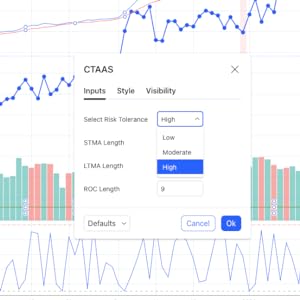 CTAAS
Inputs Style Visibility
Select Risk Tolerance High
Low
STMA Length
Moderate
LTMA Length
High
ROC Length 9
Defaults Cancel Ok